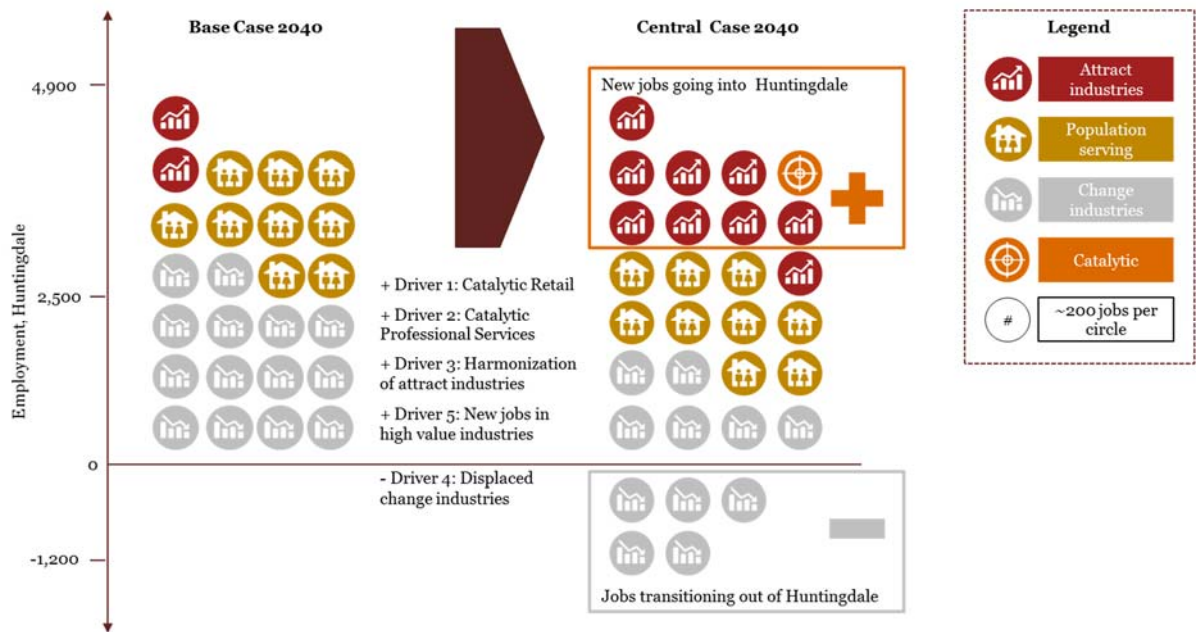 Base Case 2040
Central Case 2040
Legend
Employment, Huntingdale
4,900
2,500
0
-1,200
New jobs going into Huntingdale
+ Driver 1: Catalytic Retail
+ Driver 2: Catalytic
Professional Services
+ Driver 3: Harmonization
of attract industries
+ Driver 5: New jobs in
high value industries
- Driver 4: Displaced
change industries
Jobs transitioning out of Huntingdale
Attract
industries
Population
serving
Change
industries
Catalytic
#
~200 jobs per
circle